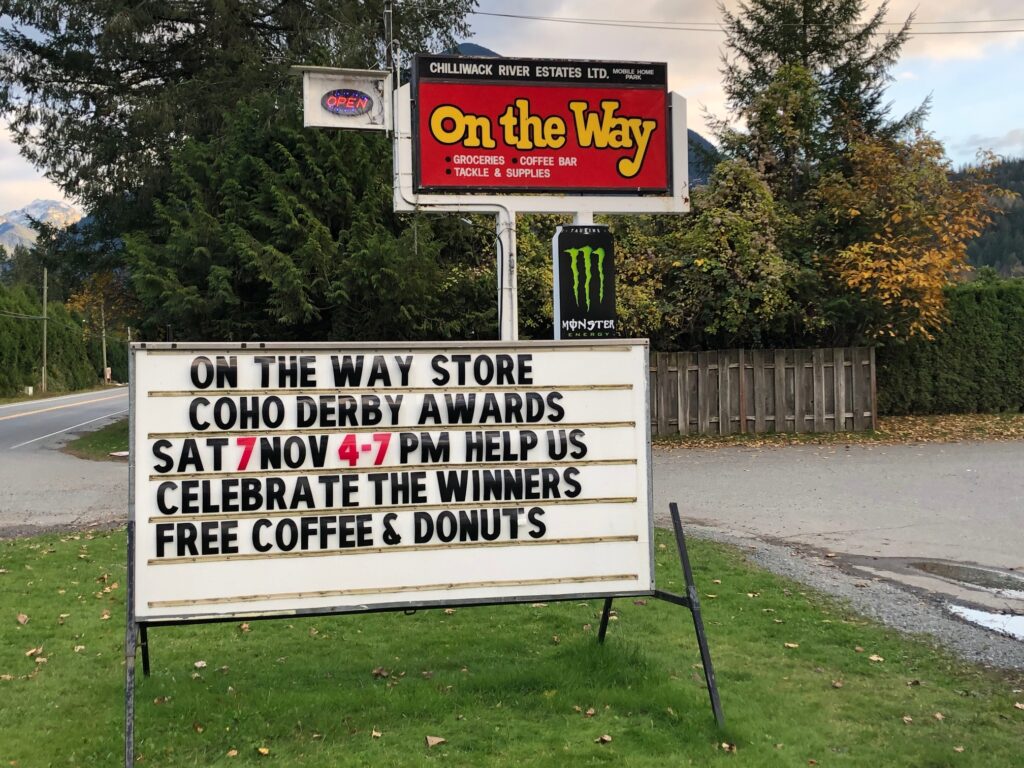 OPEN
CHILLIWACK RIVER ESTATES LTD. MOBILE HOME PARK
On the Way
• GROCERIES • COFFEE BAR
• TACKLE & SUPPLIES
MONSTER
ENERGY
ON THE WAY STORE
COHO DERBY AWARDS
SAT 7 NOV 4-7 PM HELP US
CELEBRATE THE WINNERS
FREE COFFEE & DONUTS